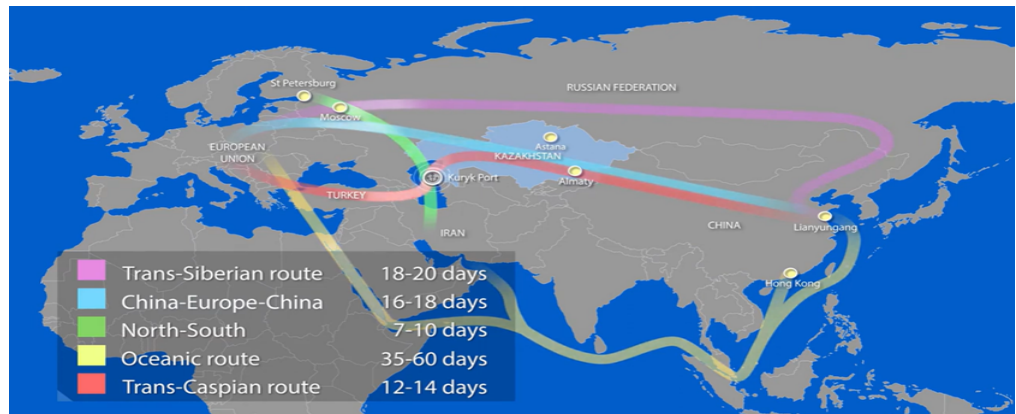 St Petersburg
RUSSIAN FEDERATION
Moscow
EUROPEAN
UNION
Astana
KAZAKHSTAN
Kuryk Port
Almaty
TURKEY
IRAN
CHINA
Lianyungang
Hong Kong
Trans-Siberian route 18-20 days
China-Europe-China 16-18 days
North-South 7-10 days
Oceanic route 35-60 days
Trans-Caspian route 12-14 days